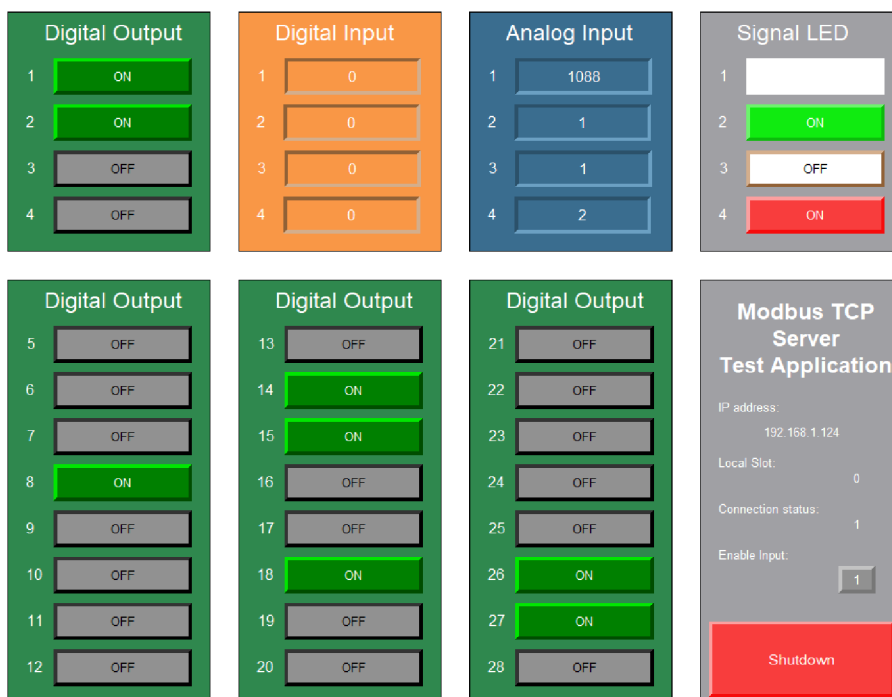 Digital Output
1 ON
2 ON
3 OFF
4 OFF
Digital Input
1 0
2 0
3 0
4 0
Analog Input
1 1088
2 1
3 1
4 2
Signal LED
1
2 ON
3 OFF
4 ON
Digital Output
5 OFF
6 OFF
7 OFF
8 ON
9 OFF
10 OFF
11 OFF
12 OFF
Digital Output
13 OFF
14 ON
15 ON
16 OFF
17 OFF
18 ON
19 OFF
20 OFF
Digital Output
21 OFF
22 OFF
23 OFF
24 OFF
25 OFF
26 ON
27 ON
28 OFF
Modbus TCP
Server
Test Application
IP address:
192.168.1.124
Local Slot:
0
Connection status:
1
Enable Input:
1
Shutdown